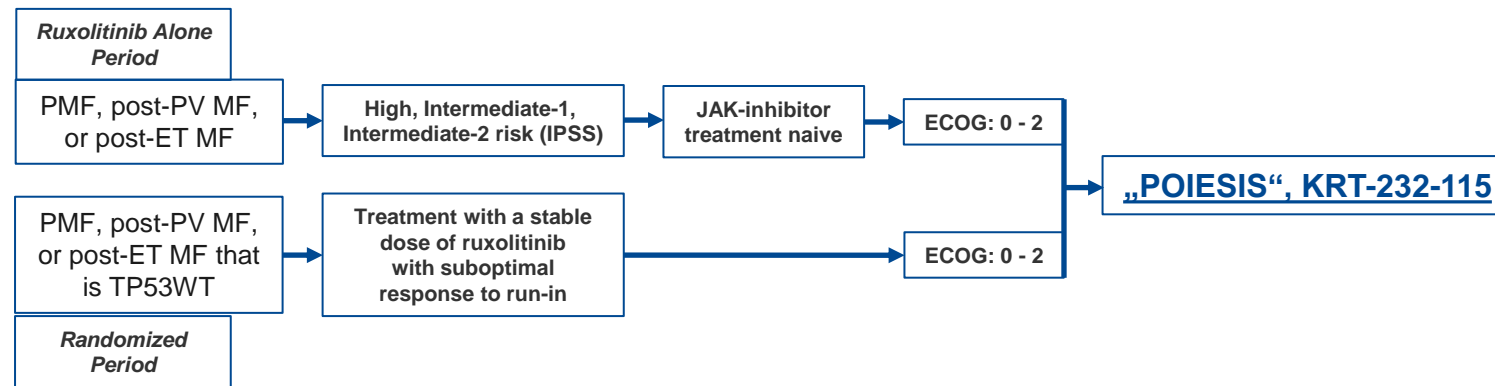 Ruxolitinib Alone
Period
PMF, post-PV MF,
or post-ET MF
High, Intermediate-1,
Intermediate-2 risk (IPSS)
JAK-inhibitor
treatment naive
ECOG: 0 - 2
„POIESIS“, KRT-232-115
PMF, post-PV MF,
or post-ET MF that
is TP53WT
Treatment with a stable
dose of ruxolitinib
with suboptimal
response to run-in
ECOG: 0 - 2
Randomized
Period